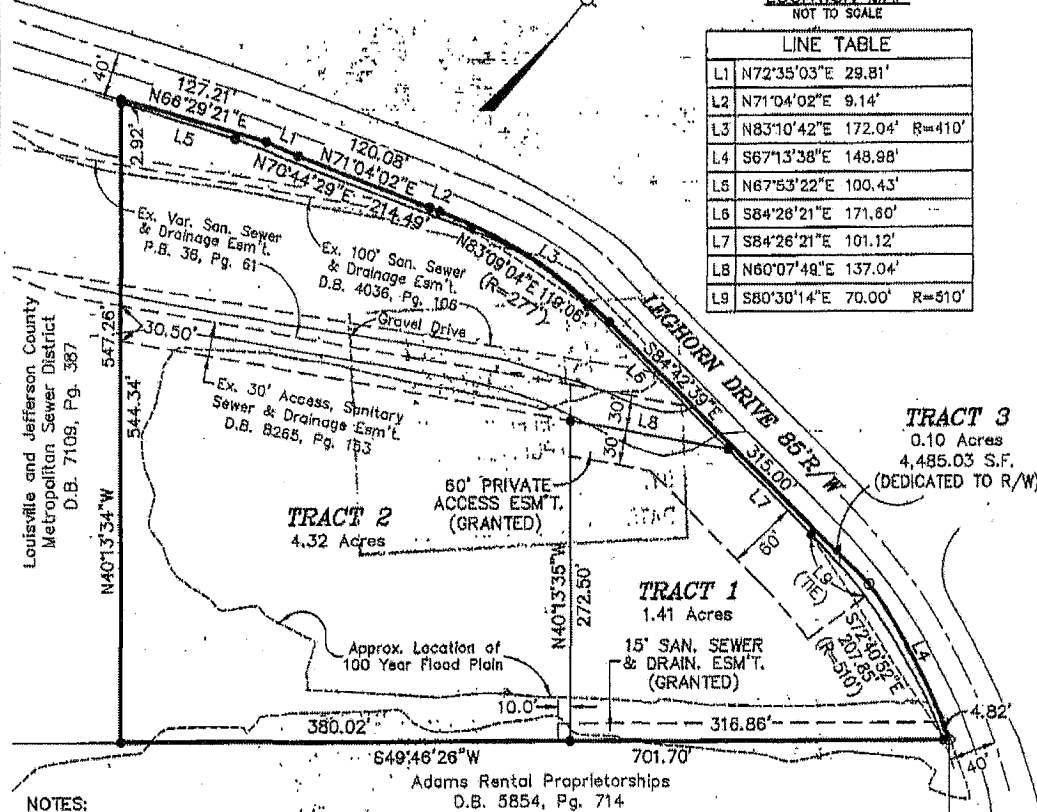 NOT TO SCALE
LINE TABLE
L1 N72°35'03"E 29.81'
L2 N71°04'02"E 9.14'
L3 N83°10'42"E 172.04' R=410'
L4 S67°13'38"E 148.98'
L5 N67°53'22"E 100.43'
L6 S84°26'21"E 171.60'
L7 S84°26'21"E 101.12'
L8 N60°07'49"E 137.04'
L9 S80°30'14"E 70.00' R=510'
40'
127.21'
N66°29'21"E
L1
120.08'
N71°04'02"E
L2
L5
2.92'
N70°44'29"E
214.49'
L3
N83°09'04"E 119.06'
(R=277')
Ex. Var. San. Sewer
& Drainage Esm't.
P.B. 36, Pg. 61
Ex. 100' San. Sewer
& Drainage Esm't.
D.B. 4036, Pg. 106
Gravel Drive
LEGHORN DRIVE 86' R/W
S84°42'39"E
315.00'
L6
L8
30'
30'
30.50'
547.26'
544.34'
N40°13'34"W
Louisville and Jefferson County
Metropolitan Sewer District
D.B. 7109, Pg. 387
Ex. 30' Access, Sanitary
Sewer & Drainage Esm't.
D.B. 8265, Pg. 153
TRACT 3
0.10 Acres
4,485.03 S.F.
(DEDICATED TO R/W)
60' PRIVATE
ACCESS ESM'T.
(GRANTED)
L7
60'
TRACT 2
4.32 Acres
N40°13'35"W
272.50'
TRACT 1
1.41 Acres
L9
(TIE)
S72°40'52"E
207.85'
(R=510')
L4
15' SAN. SEWER
& DRAIN. ESM'T.
(GRANTED)
Approx. Location of
100 Year Flood Plain
10.0'
380.02'
316.86'
4.82'
40'
S49°46'26"W
701.70'
Adams Rental Proprietorships
D.B. 5854, Pg. 714
NOTES: